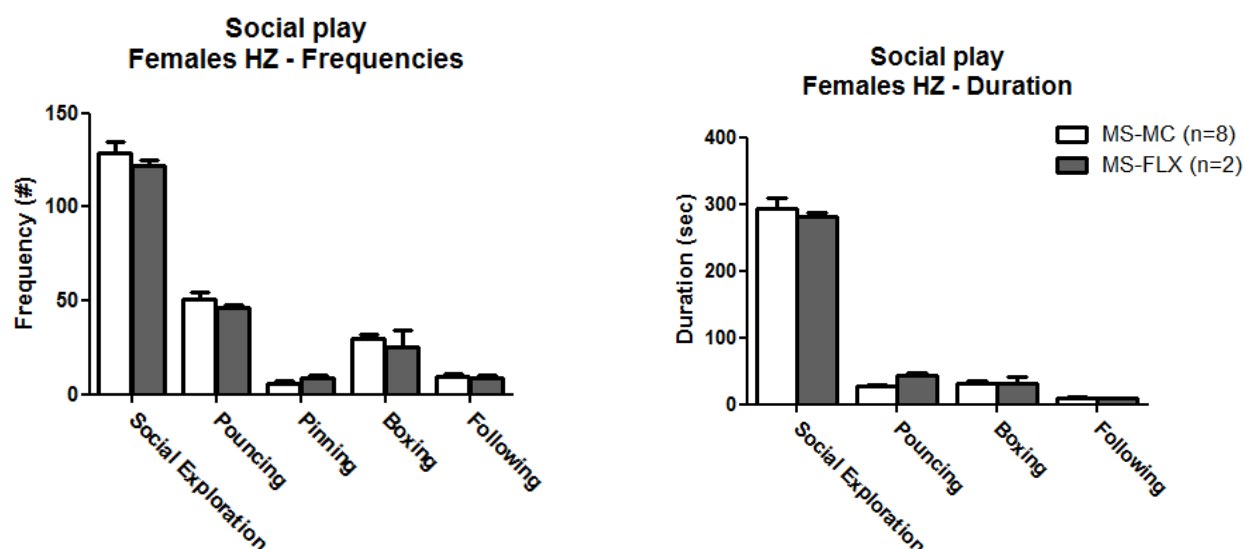 Social play
Females HZ - Frequencies
150
100
50
0
Frequency (#)
Social Exploration
Pouncing
Pinning
Boxing
Following
Social play
Females HZ - Duration
400
300
200
100
0
Duration (sec)
MS-MC (n=8)
MS-FLX (n=2)
Social Exploration
Pouncing
Boxing
Following